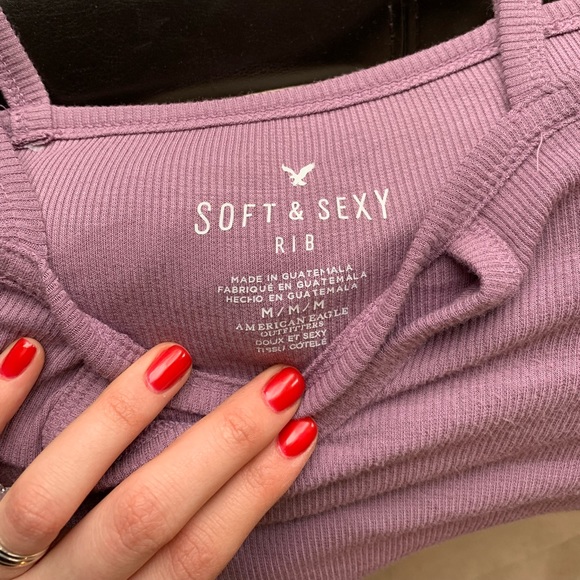 SOFT & SEXY
RIB
MADE IN GUATEMALA
FABRIQUÉ EN GUATEMALA
HECHO EN GUATEMALA
M/M/M
AMERICAN EAGLE
OUTFITTERS
DOUX ET SEXY
TISSU CÔTELÉ